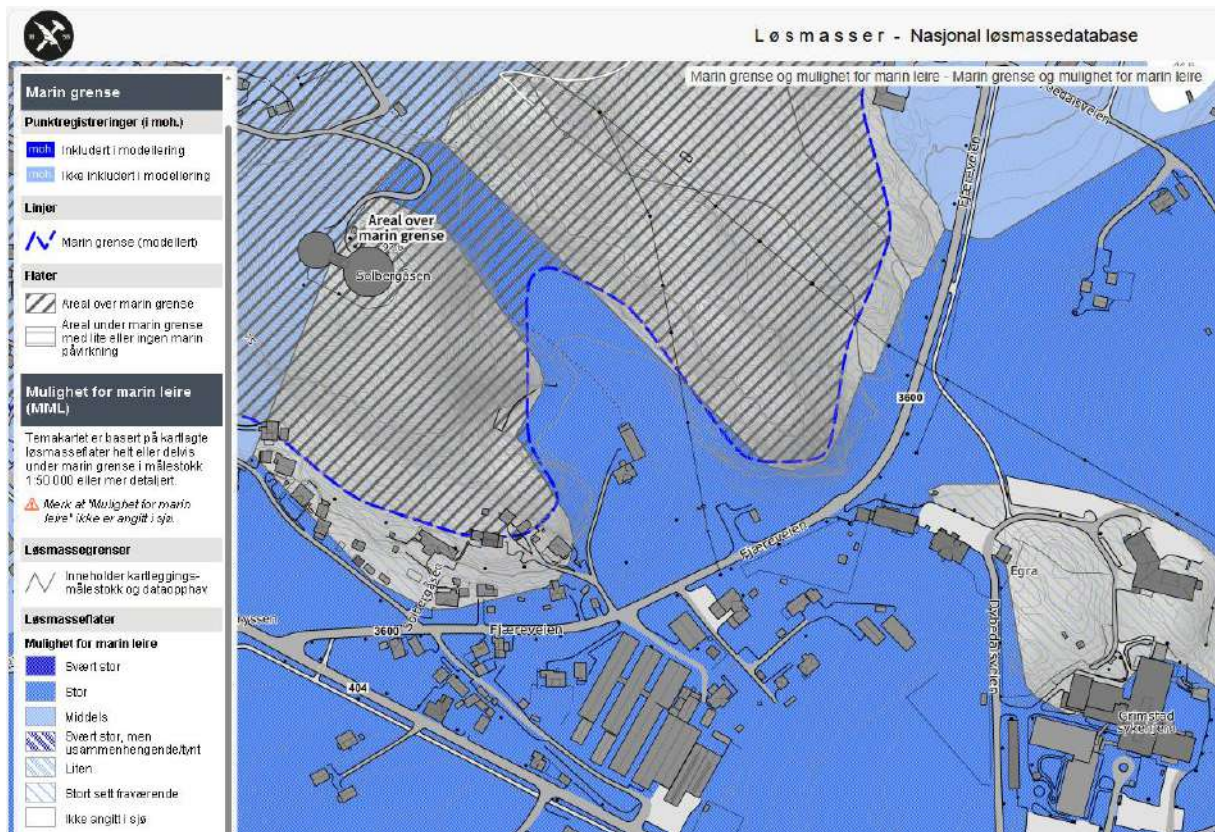 Løsmasser - Nasjonal løsmassedatabase
Marin grense og mulighet for marin leire - Marin grense og mulighet for marin leire
Marin grense
Punktregistreringer (i moh.)
moh. Inkludert i modellering
moh. Ikke inkludert i modellering
Linjer
Marin grense (modellert)
Flater
Areal over marin grense
Areal under marin grense
med lite eller ingen marin
påvirkning
Mulighet for marin leire
(MML)
Temakartet er basert på kartlagte
løsmasseflater helt eller delvis
under marin grense i målestokk
1:50 000 eller mer detaljert.
Merk at "Mulighet for marin
leire" ikke er angitt i sjø.
Løsmassegrenser
Inneholder kartleggings-
målestokk og dataopphav
Løsmasseflater
Mulighet for marin leire
Svært stor
Stor
Middels
Svært stor, men
usammenhengende/tynt
Liten
Stort sett fraværende
Ikke angitt i sjø
Fjæreveien
Areal over
marin grense
Solbergåsen
3600
Fjæreveien
Egra
Solbergåsen
3600
Fjæreveien
404
Dybedalsveien
Grimstad
sykehjem